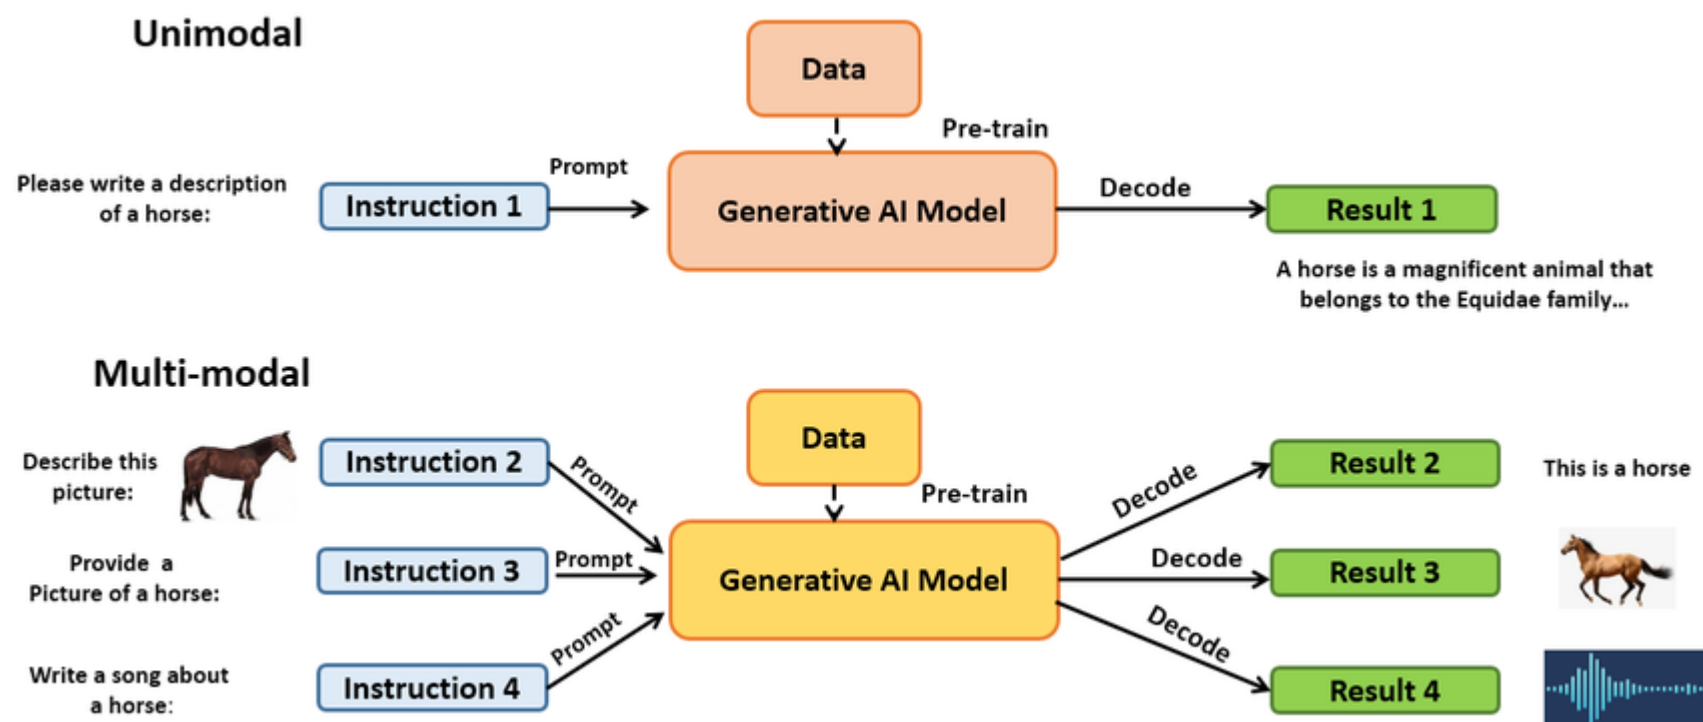 Unimodal
Data
Pre-train
Please write a description
of a horse:
Instruction 1
Prompt
Generative AI Model
Decode
Result 1
A horse is a magnificent animal that
belongs to the Equidae family...
Multi-modal
Data
Pre-train
Describe this
picture:
Instruction 2
Prompt
Decode
Result 2
This is a horse
Provide a
Picture of a horse:
Instruction 3
Prompt
Generative AI Model
Decode
Result 3
Write a song about
a horse:
Instruction 4
Prompt
Decode
Result 4